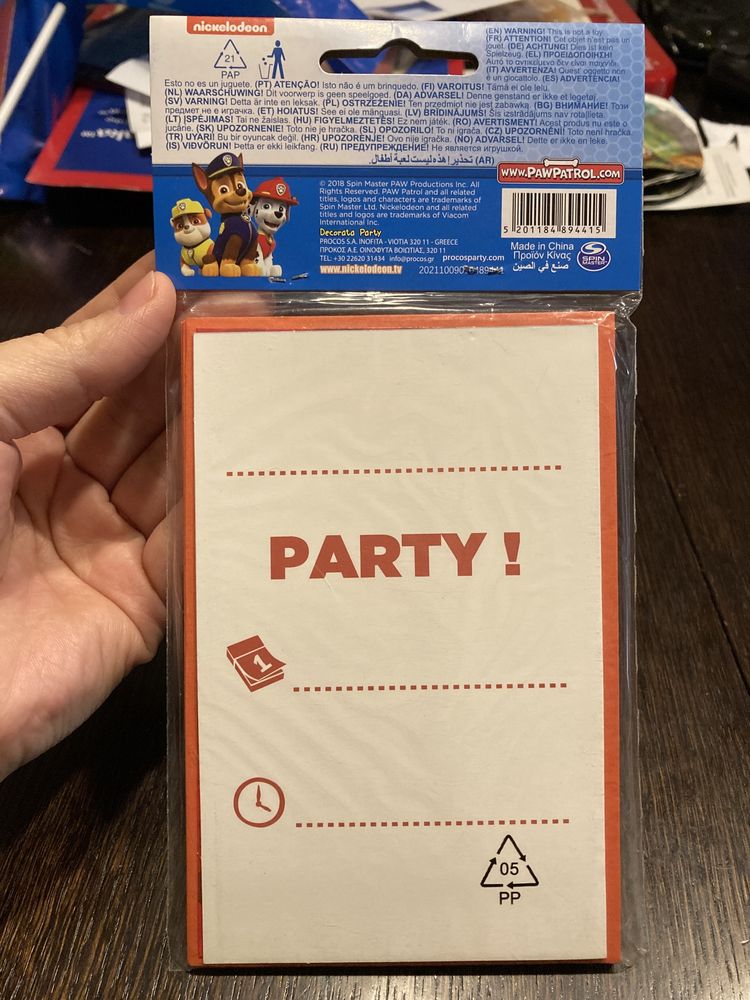 nickelodeon
21
PAP
(EN) WARNING! This is not a toy.
(FR) ATTENTION! Cet objet n'est pas un
jouet. (DE) ACHTUNG! Dies ist kein
Spielzeug. (EL) ΠΡΟΕΙΔΟΠΟΙΗΣΗ!
Αυτό το αντικείμενο δεν είναι παιχνίδι.
(IT) AVVERTENZA! Quest' oggetto non
è un giocattolo. (ES) ADVERTENCIA!
Esto no es un juguete. (PT) ATENÇÃO! Isto não é um brinquedo. (FI) VAROITUS! Tämä ei ole lelu.
(NL) WAARSCHUWING! Dit voorwerp is geen speelgoed. (DA) ADVARSEL! Denne genstand er ikke et legetøj.
(SV) VARNING! Detta är inte en leksak. (PL) OSTRZEŻENIE! Ten przedmiot nie jest zabawką. (BG) ВНИМАНИЕ! Този
предмет не е играчка. (ET) HOIATUS! See ei ole mänguasi. (LV) BRĪDINĀJUMS! Šis izstrādājums nav rotaļlieta.
(LT) ĮSPĖJIMAS! Tai ne žaislas. (HU) FIGYELMEZTETÉS! Ez nem játék. (RO) AVERTISMENT! Acest produs nu este o
jucărie. (SK) UPOZORNENIE! Toto nie je hračka. (SL) OPOZORILO! To ni igrača. (CZ) UPOZORNĚNÍ! Toto není hračka.
(TR) UYARI! Bu bir oyuncak değil. (HR) UPOZORENJE! Ovo nije igračka. (NO) ADVARSEL! Dette er ikke en leke.
(IS) VIÐVÖRUN! Þetta er ekki leikfang. (RU) ПРЕДУПРЕЖДЕНИЕ! Не является игрушкой.
(AR) تحذير! هذه ليست لعبة أطفال.
© 2018 Spin Master PAW Productions Inc. All
Rights Reserved. PAW Patrol and all related
titles, logos and characters are trademarks of
Spin Master Ltd. Nickelodeon and all related
titles and logos are trademarks of Viacom
International Inc.
Decorata Party
PROCOS S.A. INOFITA - VIOTIA 320 11 - GREECE
ΠΡΟΚΟΣ Α.Ε. ΟΙΝΟΦΥΤΑ ΒΟΙΩΤΙΑΣ, 320 11
TEL: +30 22620 31434 info@procos.gr procosparty.com
www.nickelodeon.tv
WWW.PAWPATROL.COM
5 201184 894415
Made in China
Προϊόν Κίνας
صنع في الصين
SPIN MASTER
PARTY !
1
05
PP